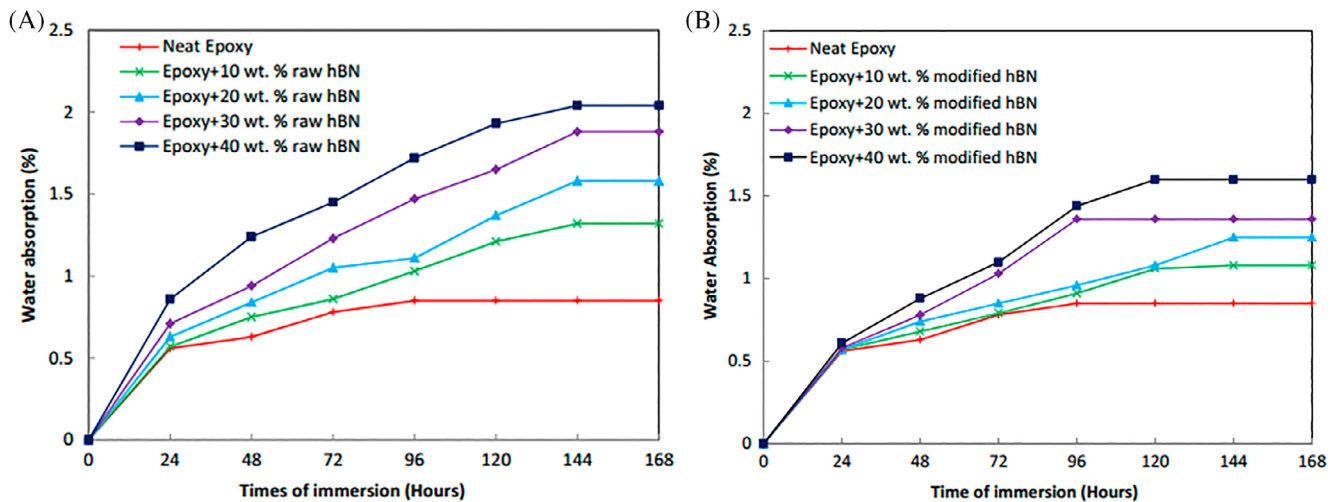 (A)
2.5
2
1.5
1
0.5
0
Water absorption (%)
Neat Epoxy
Epoxy+10 wt. % raw hBN
Epoxy+20 wt. % raw hBN
Epoxy+30 wt. % raw hBN
Epoxy+40 wt. % raw hBN
0 24 48 72 96 120 144 168
Times of immersion (Hours)
(B)
2.5
2
1.5
1
0.5
0
Water Absorption (%)
Neat Epoxy
Epoxy+10 wt. % modified hBN
Epoxy+20 wt. % modified hBN
Epoxy+30 wt. % modified hBN
Epoxy+40 wt. % modified hBN
0 24 48 72 96 120 144 168
Time of immersion (Hours)